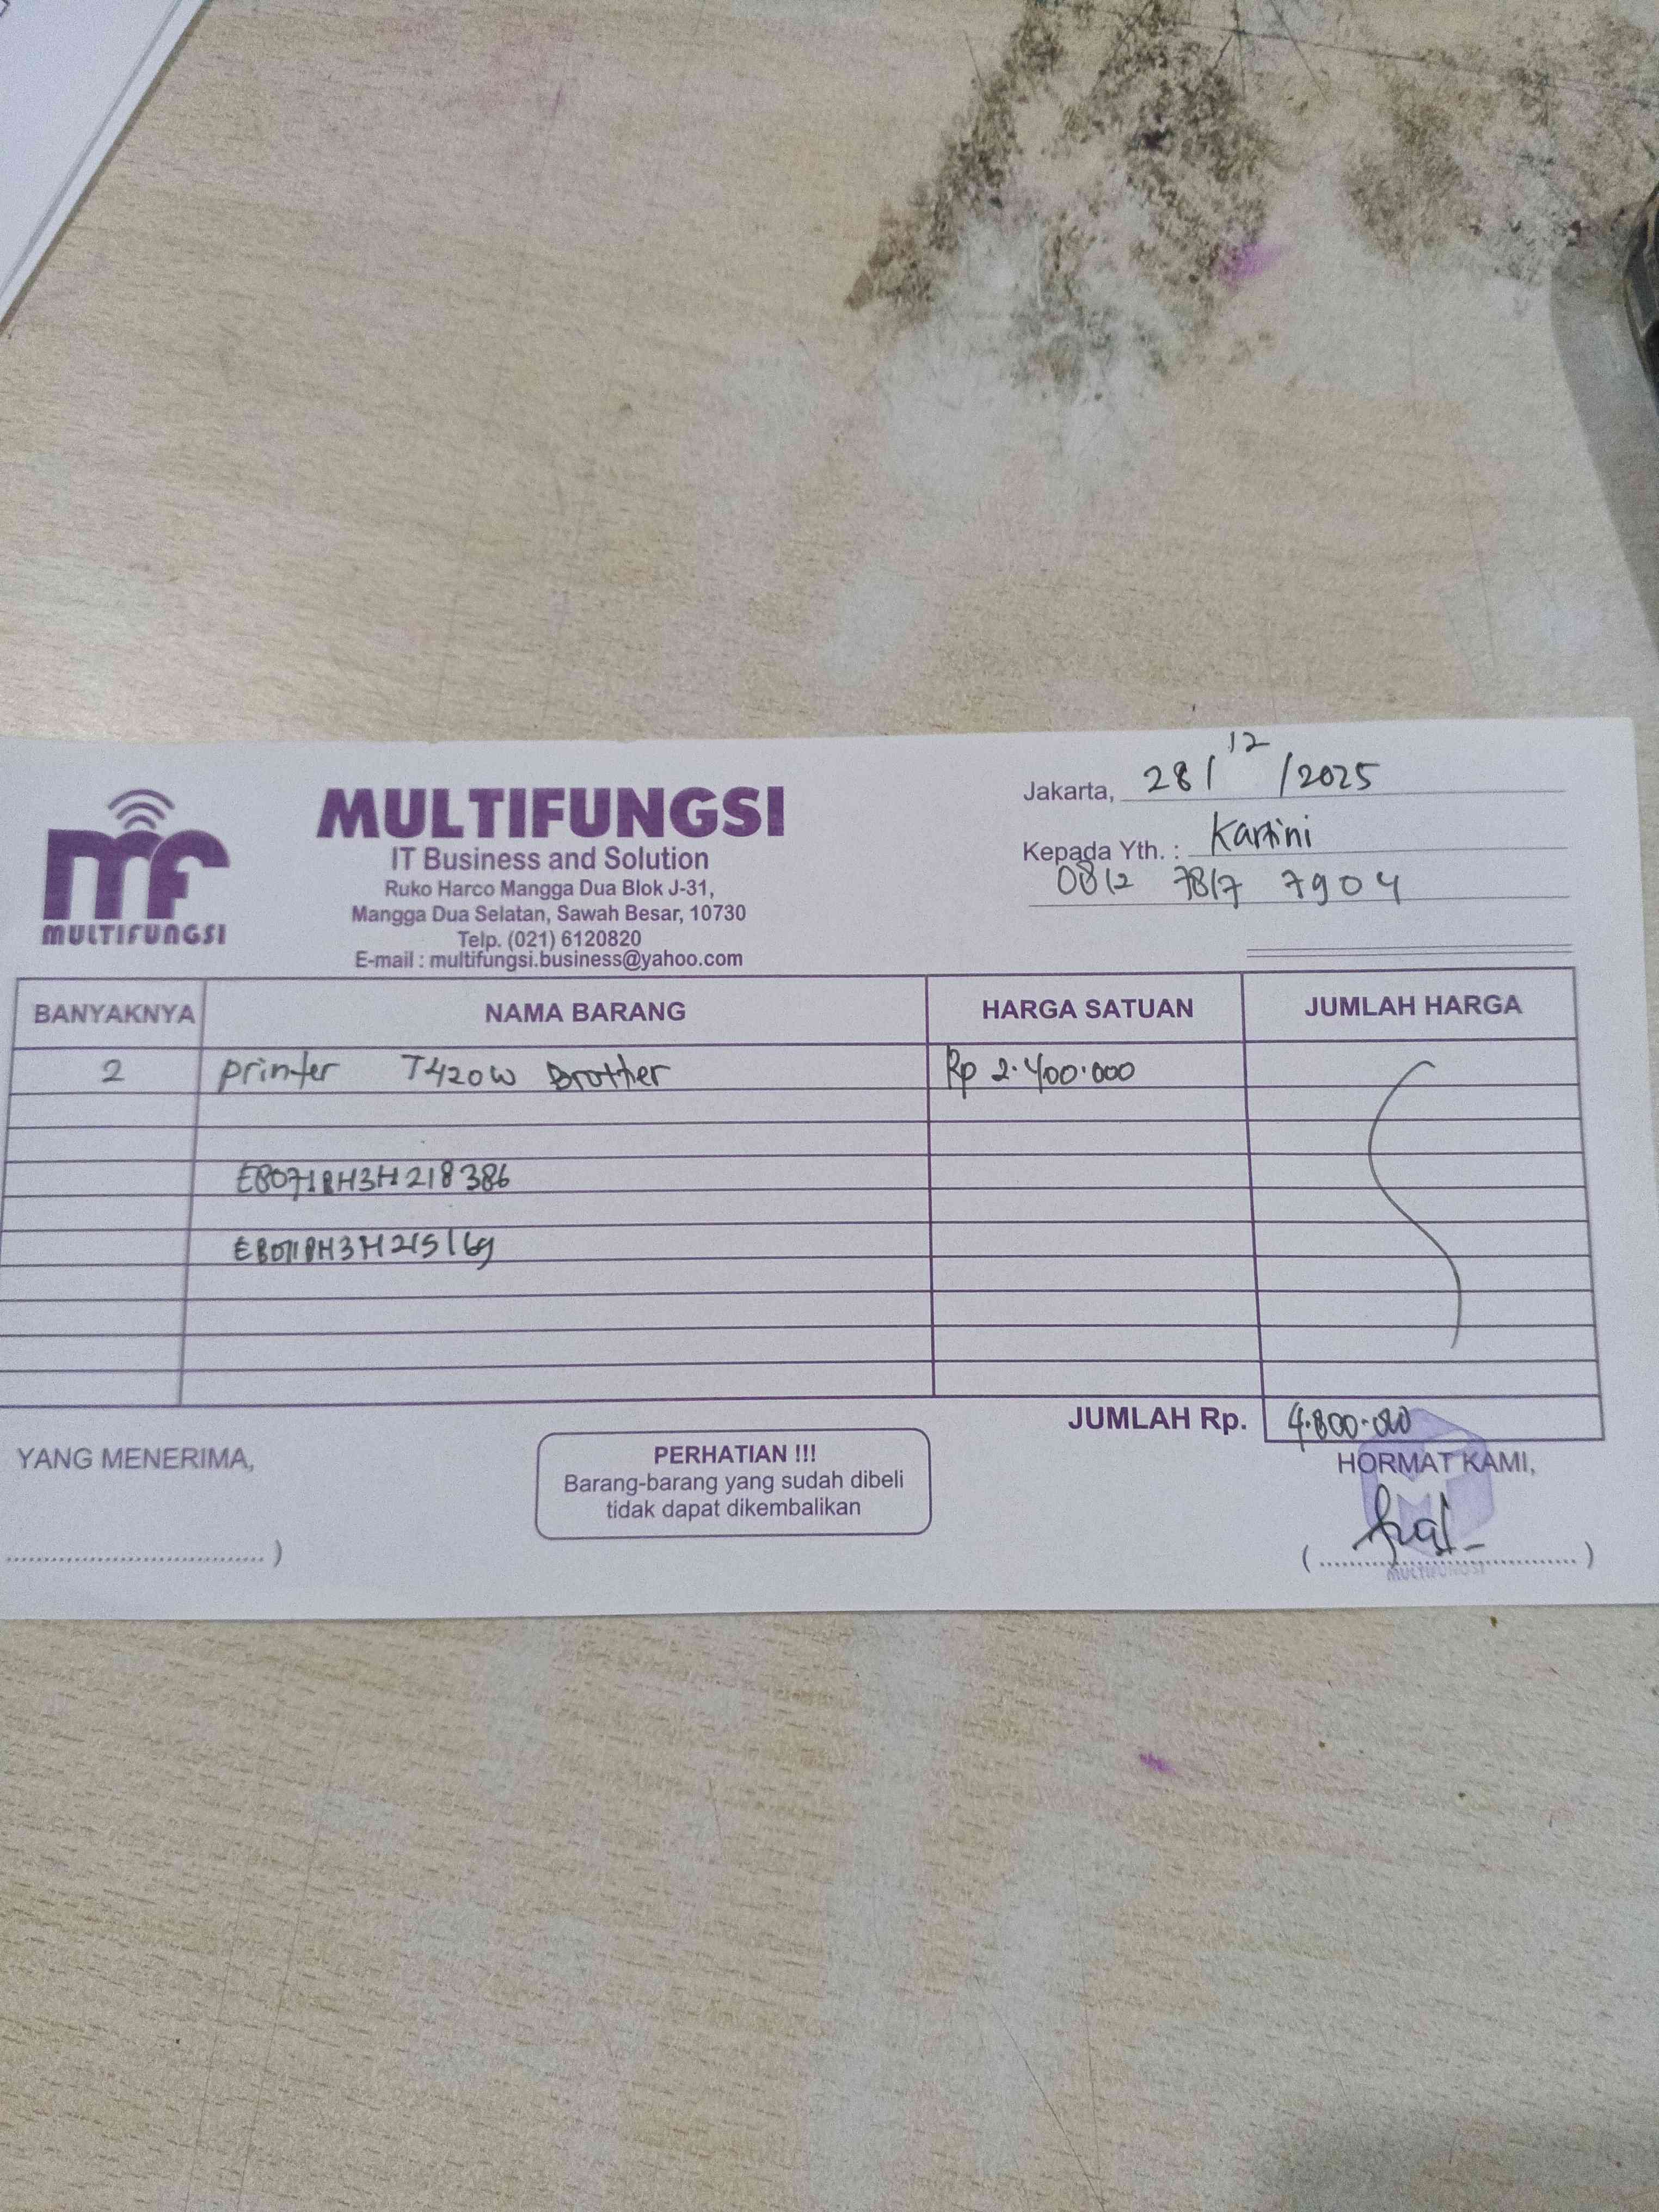 mf
MULTIFUNGSI
MULTIFUNGSI
IT Business and Solution
Ruko Harco Mangga Dua Blok J-31,
Mangga Dua Selatan, Sawah Besar, 10730
Telp. (021) 6120820
E-mail : multifungsi.business@yahoo.com
Jakarta, 28/12/2025
Kepada Yth. : Kartini
0812 7817 7904
BANYAKNYA NAMA BARANG HARGA SATUAN JUMLAH HARGA
2 printer T420W Brother Rp 2.400.000
JUMLAH Rp. 4.800.000
YANG MENERIMA,
PERHATIAN !!!
Barang-barang yang sudah dibeli
tidak dapat dikembalikan
HORMAT KAMI,
MULTIFUNGSI